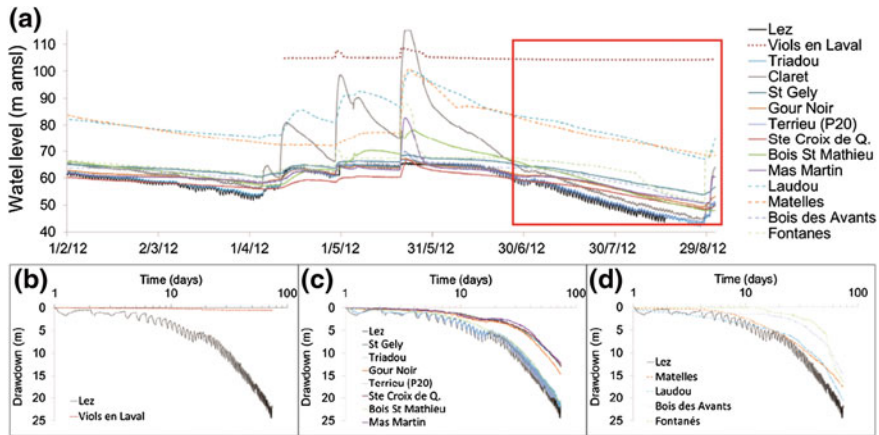 (a)
Watel level (m amsl)
110
100
90
80
70
60
50
40
1/2/12
2/3/12
1/4/12
1/5/12
31/5/12
30/6/12
30/7/12
29/8/12
Lez
Viols en Laval
Triadou
Claret
St Gely
Gour Noir
Terrieu (P20)
Ste Croix de Q.
Bois St Mathieu
Mas Martin
Laudou
Matelles
Bois des Avants
Fontanes
(b)
Time (days)
1
10
100
Drawdown (m)
0
5
10
15
20
25
Lez
Viols en Laval
(c)
Time (days)
1
10
100
Drawdown (m)
0
5
10
15
20
25
Lez
St Gely
Triadou
Gour Noir
Terrieu (P20)
Ste Croix de Q.
Bois St Mathieu
Mas Martin
(d)
Time (days)
1
10
100
Drawdown (m)
0
5
10
15
20
25
Lez
Matelles
Laudou
Bois des Avants
Fontanés